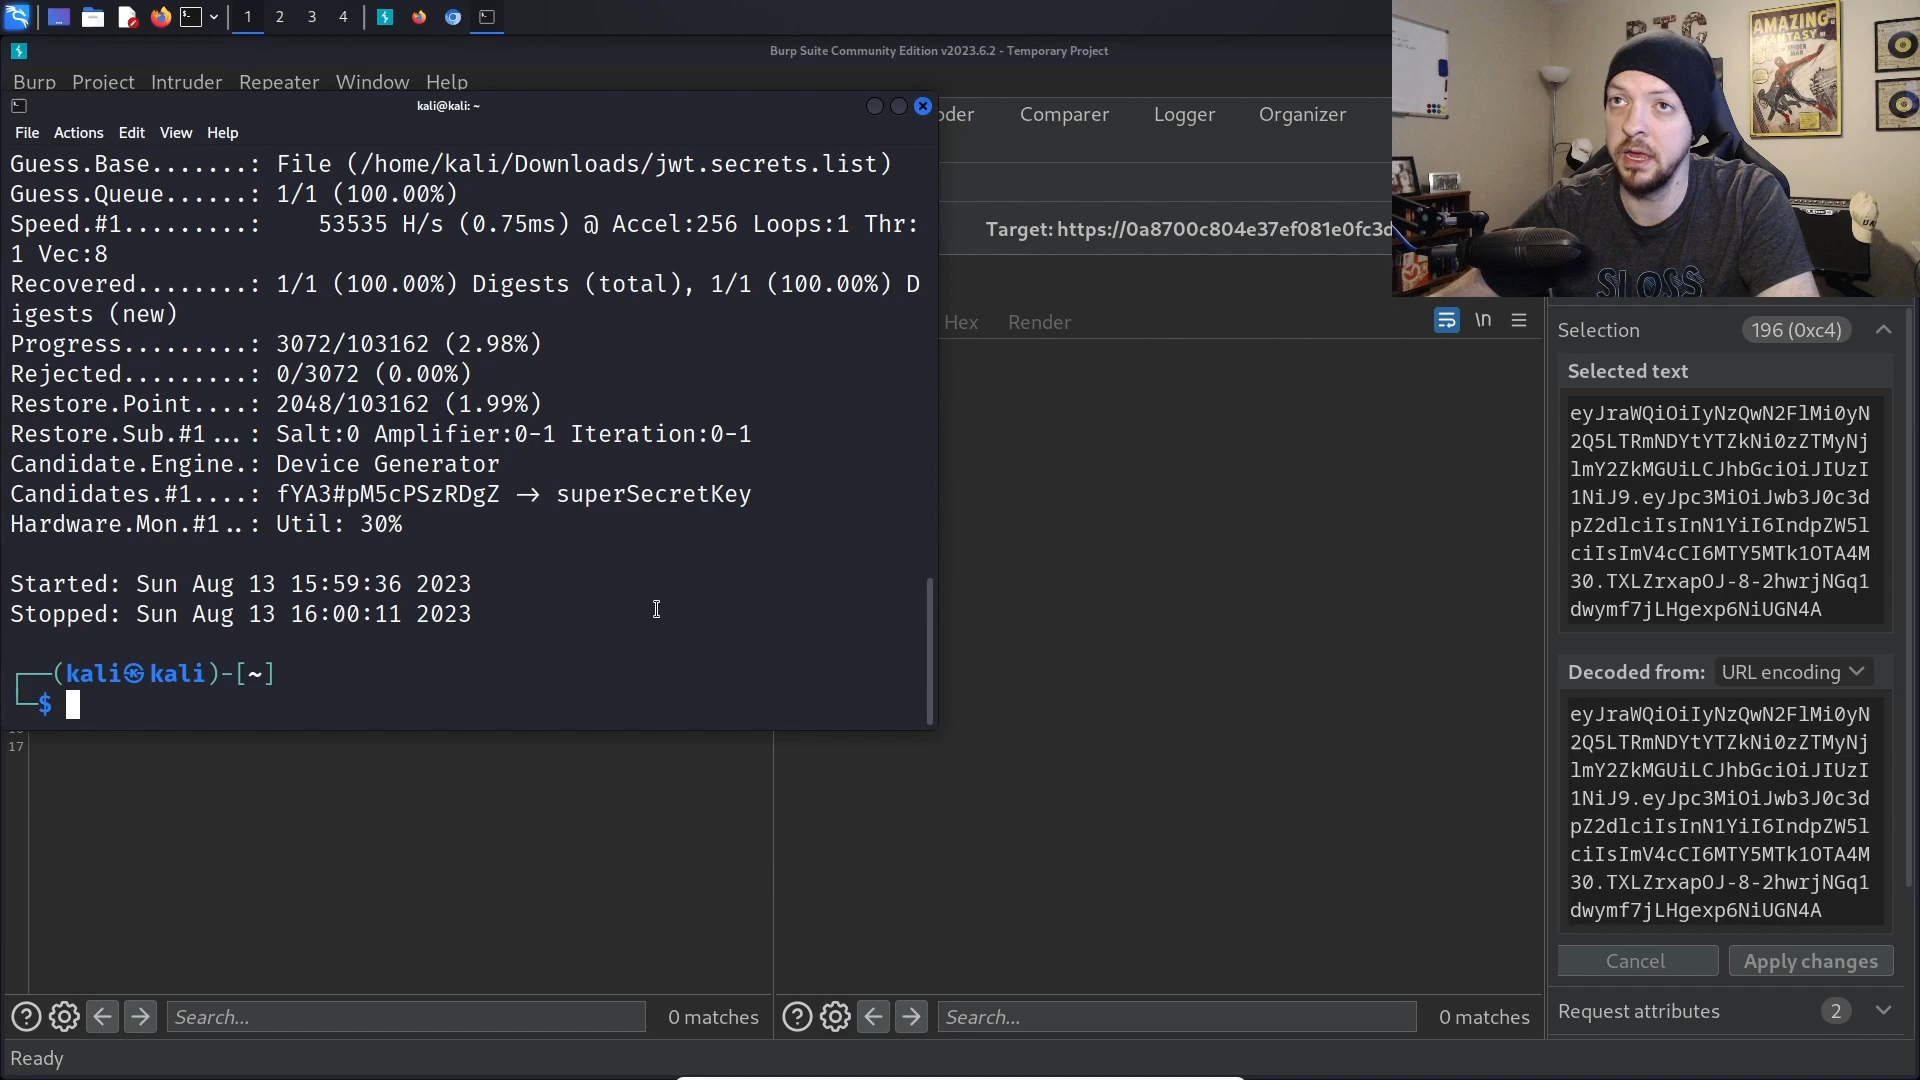 1 2 3 4
Burp Suite Community Edition v2023.6.2 - Temporary Project
Burp Project Intruder Repeater Window Help
kali@kali: ~
File Actions Edit View Help
Comparer Logger Organizer
Guess.Base.......: File (/home/kali/Downloads/jwt.secrets.list)
Guess.Queue......: 1/1 (100.00%)
Speed.#1.........:    53535 H/s (0.75ms) @ Accel:256 Loops:1 Thr:
1 Vec:8
Recovered........: 1/1 (100.00%) Digests (total), 1/1 (100.00%) D
igests (new)
Progress.........: 3072/103162 (2.98%)
Rejected.........: 0/3072 (0.00%)
Restore.Point....: 2048/103162 (1.99%)
Restore.Sub.#1...: Salt:0 Amplifier:0-1 Iteration:0-1
Candidate.Engine.: Device Generator
Candidates.#1....: fYA3#pM5cPSzRDgZ -> superSecretKey
Hardware.Mon.#1..: Util: 30%
Started: Sun Aug 13 15:59:36 2023
Stopped: Sun Aug 13 16:00:11 2023
(kali㉿kali)-[~]
$
17
Target: https://0a8700c804e37ef081e0fc3d
Hex Render
\n
AMAZING
FANTASY
SLOSS
Selection 196 (0xc4)
Selected text
eyJraWQiOiIyNzQwN2FlMi0yN
2Q5LTRmNDYtYTZkNi0zZTMyNj
lmY2ZkMGUiLCJhbGciOiJIUzI
1NiJ9.eyJpc3MiOiJwb3J0c3d
pZ2dlciIsInN1YiI6IndpZW5l
ciIsImV4cCI6MTY5MTk1OTA4M
30.TXLZrxapOJ-8-2hwrjNGq1
dwymf7jLHgexp6NiUGN4A
Decoded from: URL encoding
eyJraWQiOiIyNzQwN2FlMi0yN
2Q5LTRmNDYtYTZkNi0zZTMyNj
lmY2ZkMGUiLCJhbGciOiJIUzI
1NiJ9.eyJpc3MiOiJwb3J0c3d
pZ2dlciIsInN1YiI6IndpZW5l
ciIsImV4cCI6MTY5MTk1OTA4M
30.TXLZrxapOJ-8-2hwrjNGq1
dwymf7jLHgexp6NiUGN4A
Cancel Apply changes
Request attributes 2
Search... 0 matches
Search... 0 matches
Ready